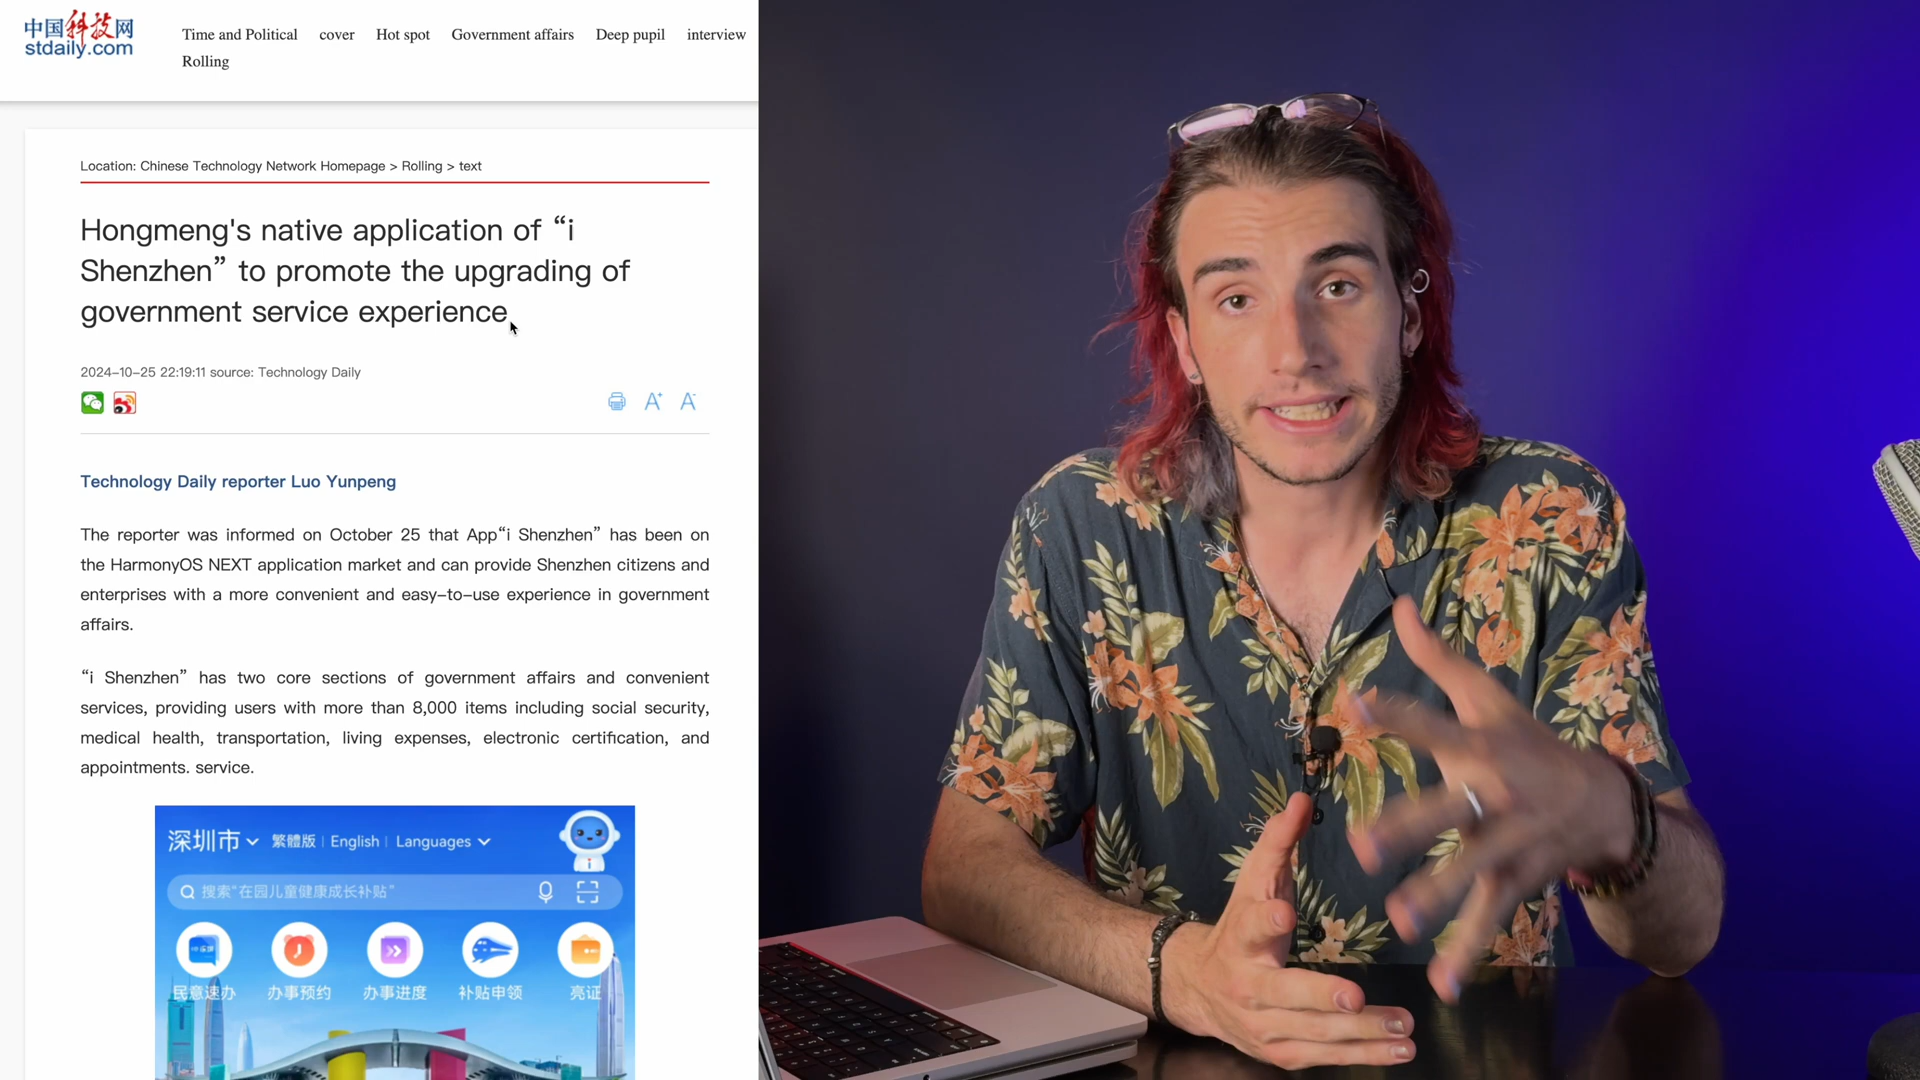 中国科技网
stdaily.com
Time and Political cover Hot spot Government affairs Deep pupil interview
Rolling
Location: Chinese Technology Network Homepage > Rolling > text
Hongmeng's native application of “i
Shenzhen” to promote the upgrading of
government service experience
2024-10-25 22:19:11 source: Technology Daily
A+ A-
Technology Daily reporter Luo Yunpeng
The reporter was informed on October 25 that App“i Shenzhen” has been on
the HarmonyOS NEXT application market and can provide Shenzhen citizens and
enterprises with a more convenient and easy-to-use experience in government
affairs.
“i Shenzhen” has two core sections of government affairs and convenient
services, providing users with more than 8,000 items including social security,
medical health, transportation, living expenses, electronic certification, and
appointments. service.
深圳市 繁體版 | English | Languages
搜索“在园儿童健康成长补贴”
民意速办 办事预约 办事进度 补贴申领 亮证